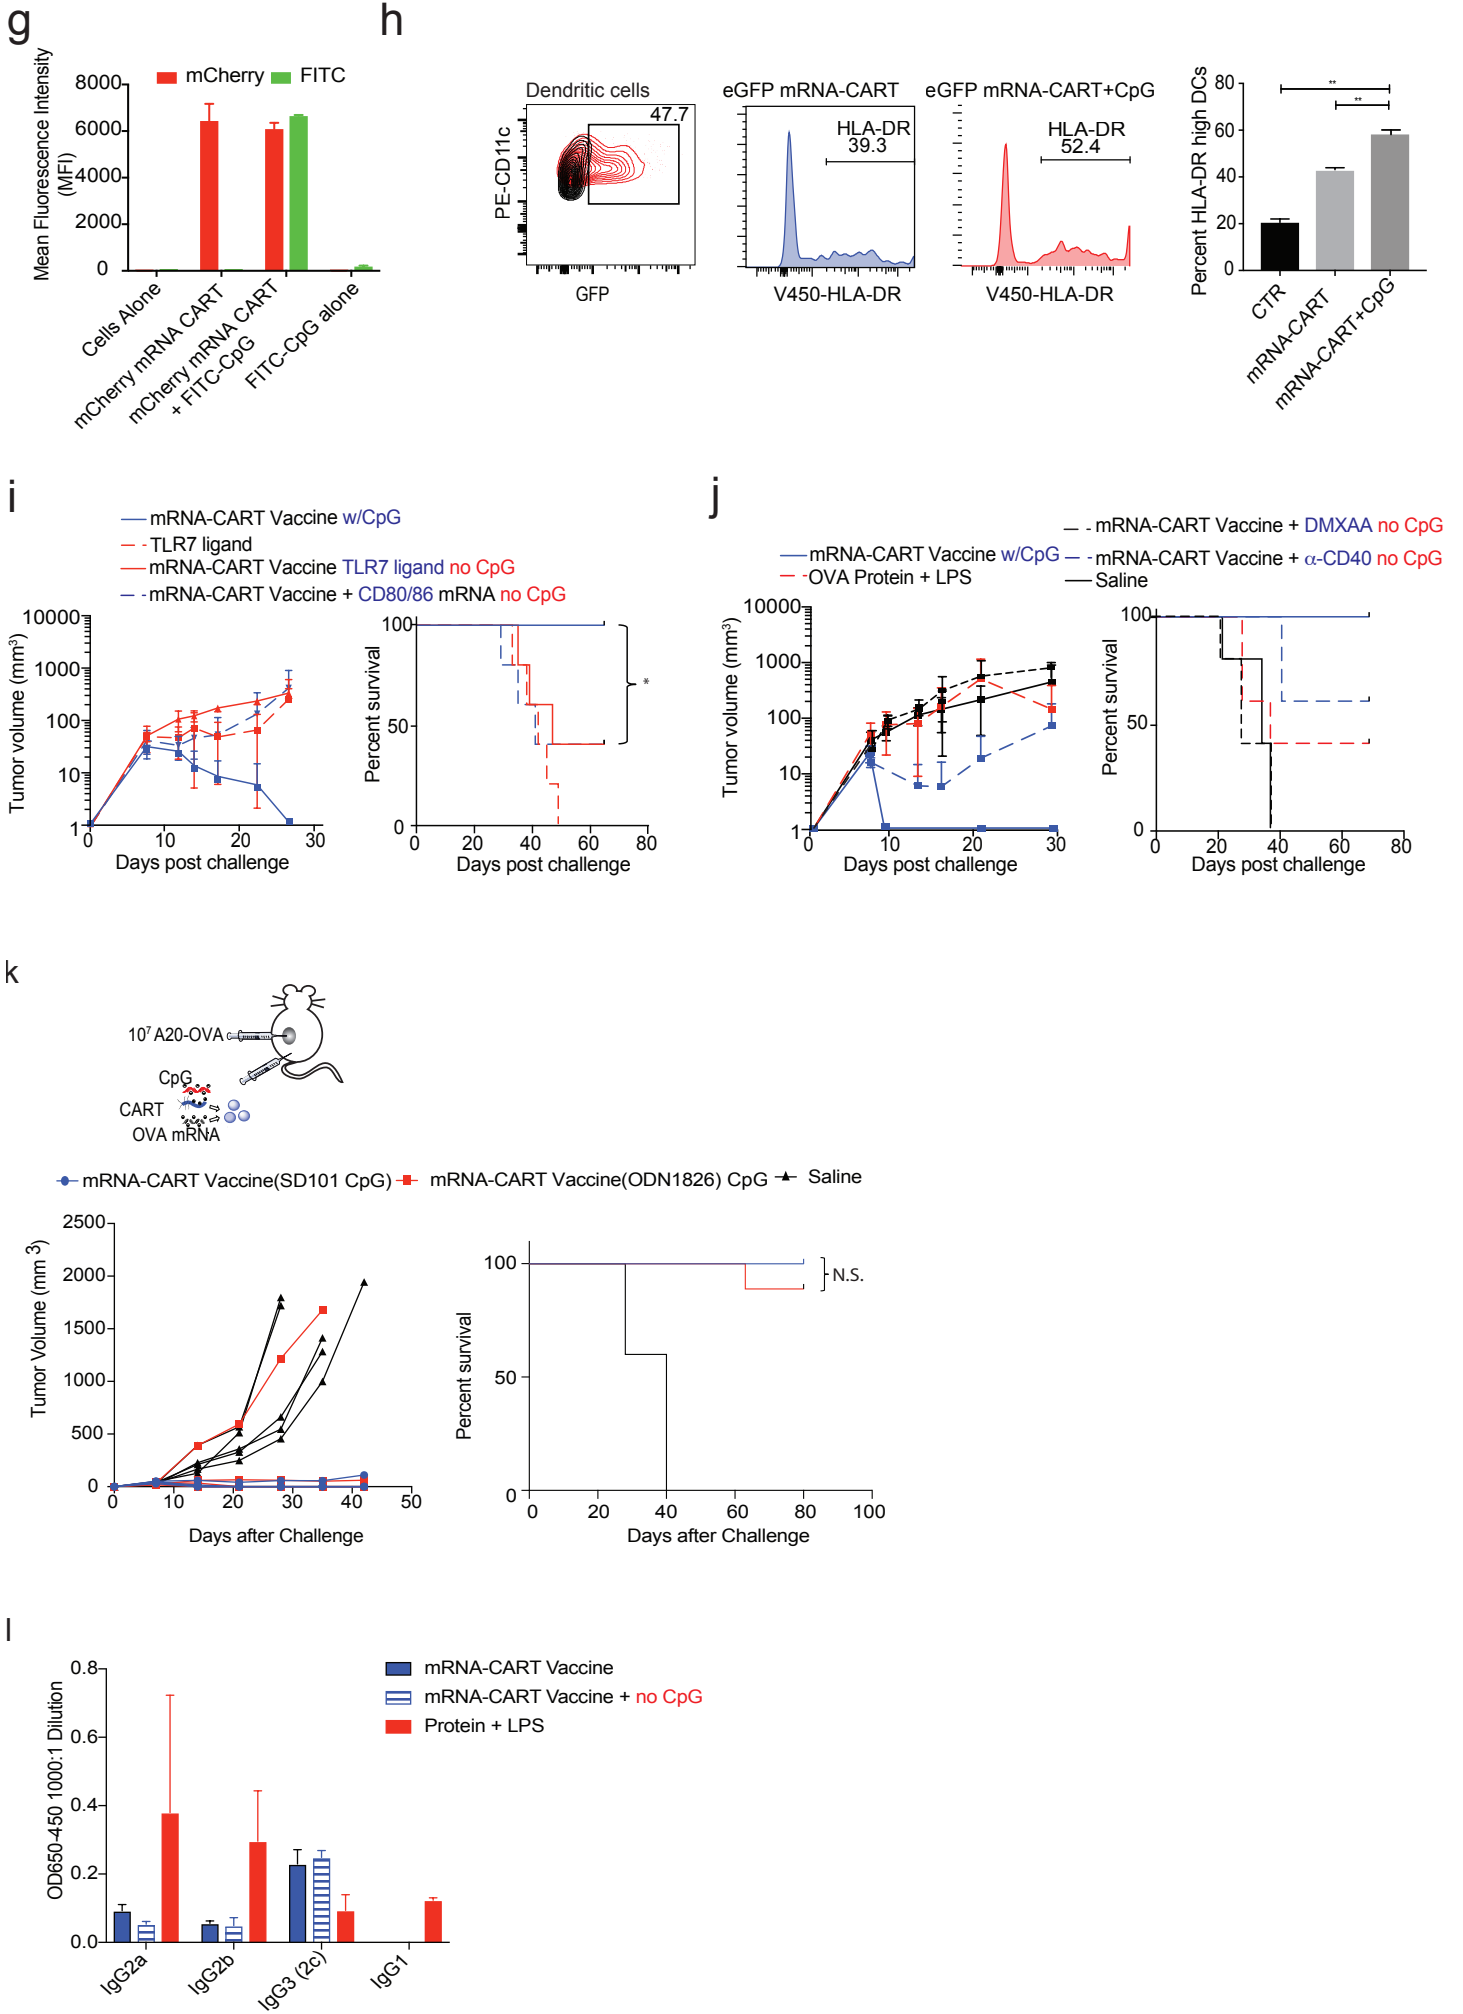 g
mCherry FITC
Mean Fluorescence Intensity
(MFI)
8000
6000
4000
2000
0
Cells Alone
mCherry mRNA CART
mCherry mRNA CART
+ FITC-CpG
FITC-CpG alone
h
Dendritic cells
47.7
PE-CD11c
GFP
eGFP mRNA-CART
HLA-DR
39.3
V450-HLA-DR
eGFP mRNA-CART+CpG
HLA-DR
52.4
V450-HLA-DR
Percent HLA-DR high DCs
80
60
40
20
0
**
**
CTR
mRNA-CART
mRNA-CART+CpG
i
mRNA-CART Vaccine w/CpG
TLR7 ligand
mRNA-CART Vaccine TLR7 ligand no CpG
mRNA-CART Vaccine + CD80/86 mRNA no CpG
Tumor volume (mm3)
10000
1000
100
10
1
0 10 20 30
Days post challenge
Percent survival
100
50
0
*
0 20 40 60 80
Days post challenge
j
mRNA-CART Vaccine + DMXAA no CpG
mRNA-CART Vaccine w/CpG
mRNA-CART Vaccine + α-CD40 no CpG
OVA Protein + LPS
Saline
Tumor volume (mm3)
10000
1000
100
10
1
0 10 20 30
Days post challenge
Percent survival
100
50
0
0 20 40 60 80
Days post challenge
k
10⁷ A20-OVA
CpG
CART
OVA mRNA
mRNA-CART Vaccine(SD101 CpG) mRNA-CART Vaccine(ODN1826) CpG Saline
Tumor Volume (mm 3)
2500
2000
1500
1000
500
0
0 10 20 30 40 50
Days after Challenge
Percent survival
100
50
0
N.S.
0 20 40 60 80 100
Days after Challenge
l
mRNA-CART Vaccine
mRNA-CART Vaccine + no CpG
Protein + LPS
OD650-450 1000:1 Dilution
0.8
0.6
0.4
0.2
0.0
IgG2a
IgG2b
IgG3 (2c)
IgG1